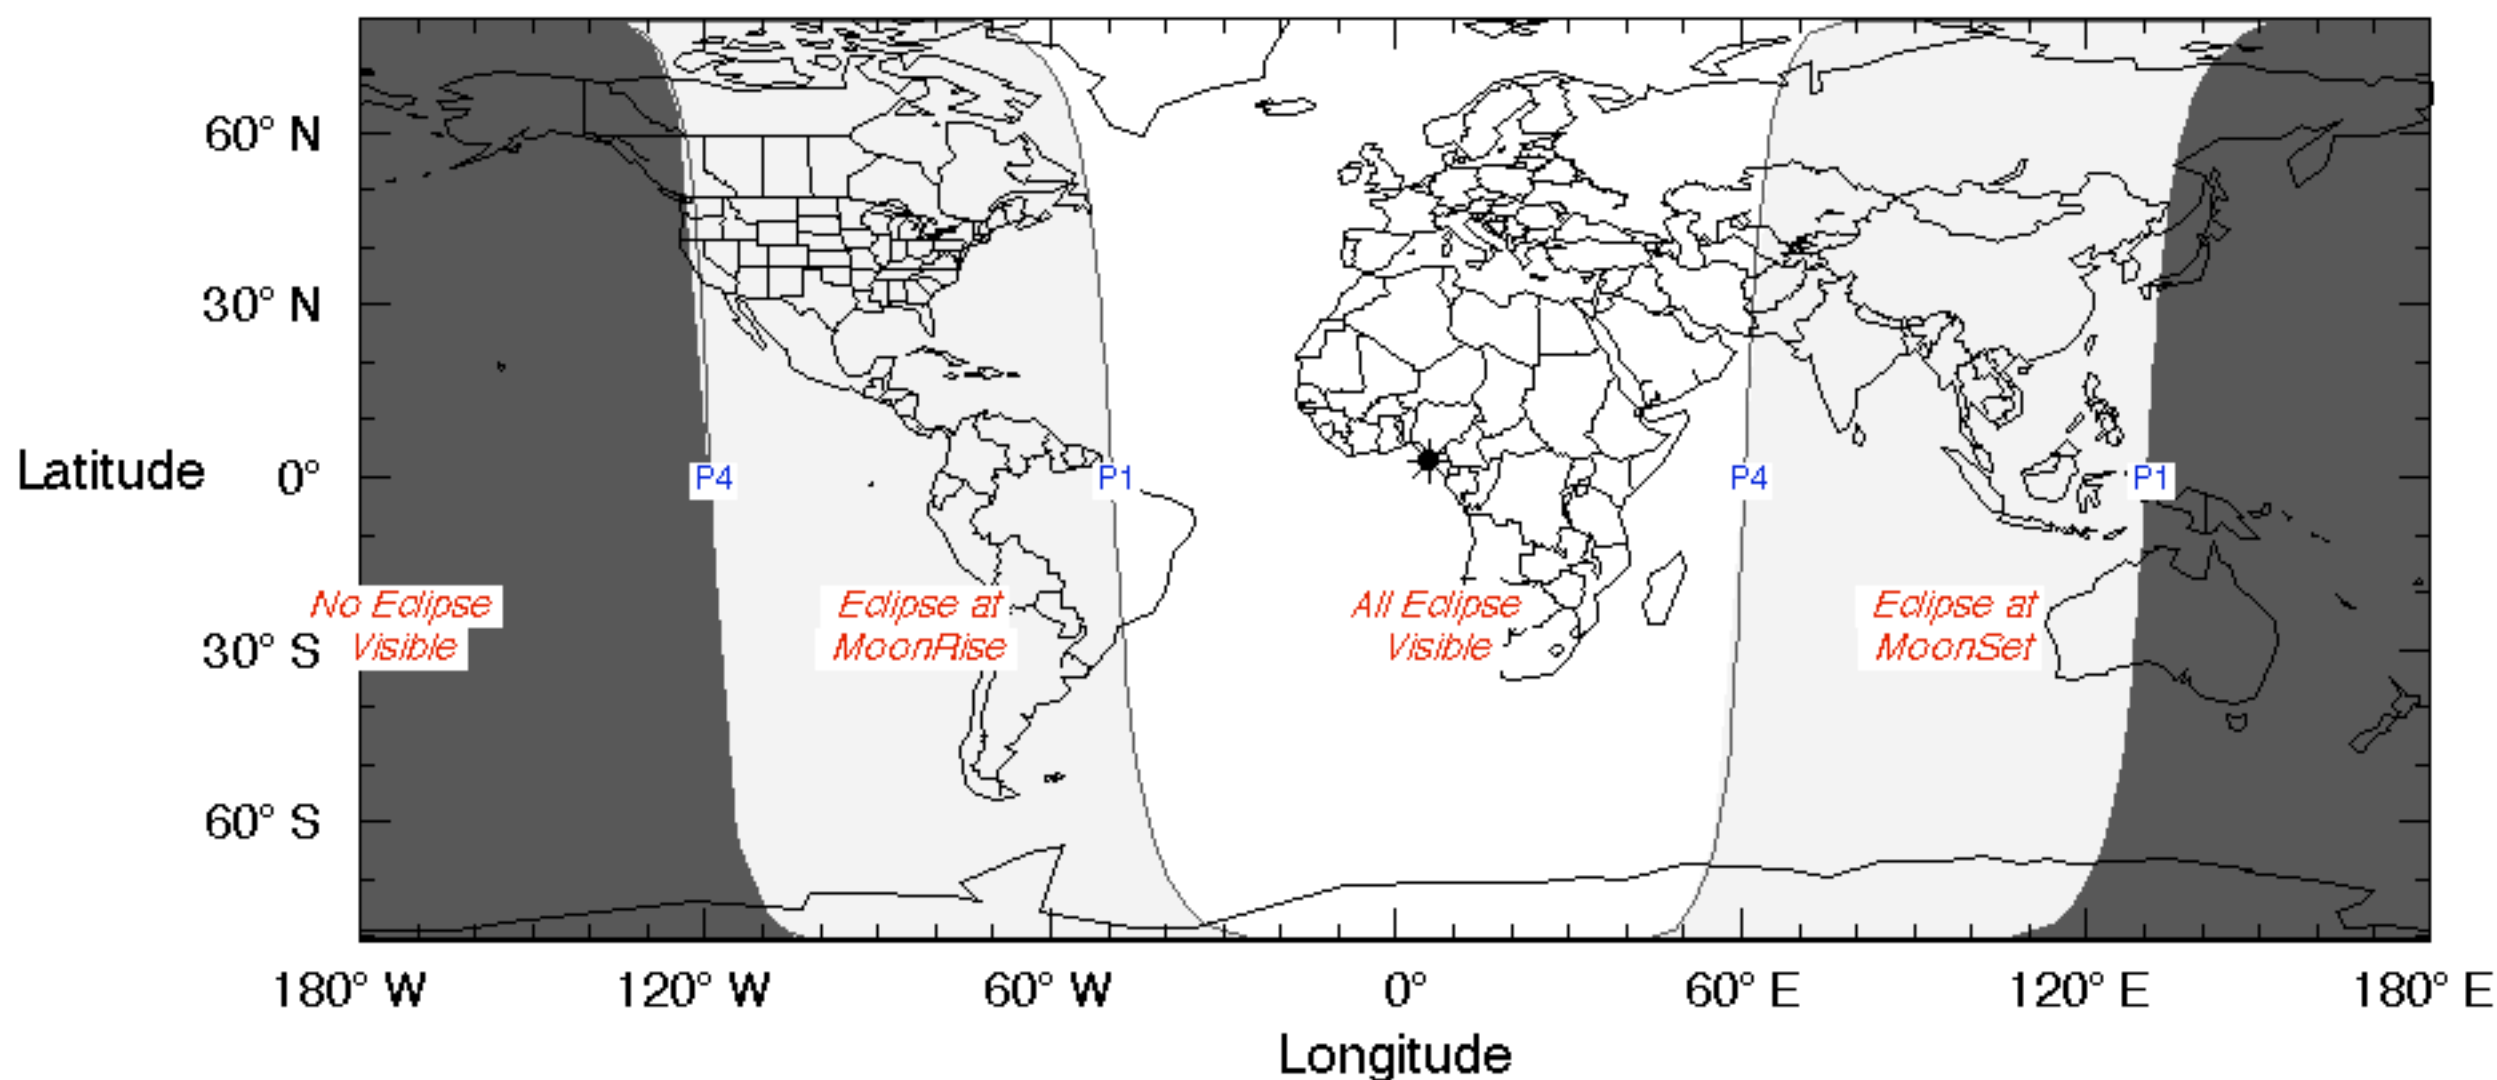 60° N
30° N
Latitude 0°
P4 P1 P4 P1
No Eclipse Eclipse at All Eclipse Eclipse at
Visible MoonRise Visible MoonSet
30° S
60° S
180° W 120° W 60° W 0° 60° E 120° E 180° E
Longitude